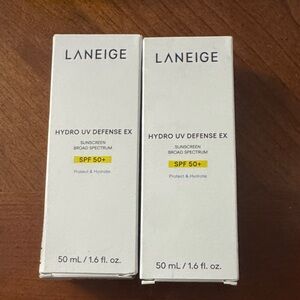 LANEIGE
HYDRO UV DEFENSE EX
SUNSCREEN
BROAD SPECTRUM
SPF 50+
Protect & Hydrate
50 mL / 1.6 fl. oz.
LANEIGE
HYDRO UV DEFENSE EX
SUNSCREEN
BROAD SPECTRUM
SPF 50+
Protect & Hydrate
50 mL / 1.6 fl. oz.